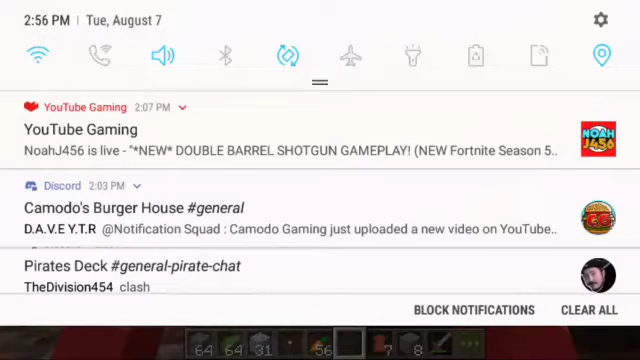 2:56 PM | Tue, August 7
YouTube Gaming 2:07 PM
YouTube Gaming
NoahJ456 is live - "*NEW* DOUBLE BARREL SHOTGUN GAMEPLAY! (NEW Fortnite Season 5..
NOAH
J456
Discord 2:03 PM
Camodo's Burger House #general
D.A.V.E Y.T.R @Notification Squad : Camodo Gaming just uploaded a new video on YouTube..
CG
Pirates Deck #general-pirate-chat
TheDivision454 clash
BLOCK NOTIFICATIONS CLEAR ALL
64 64 31 56 7 8